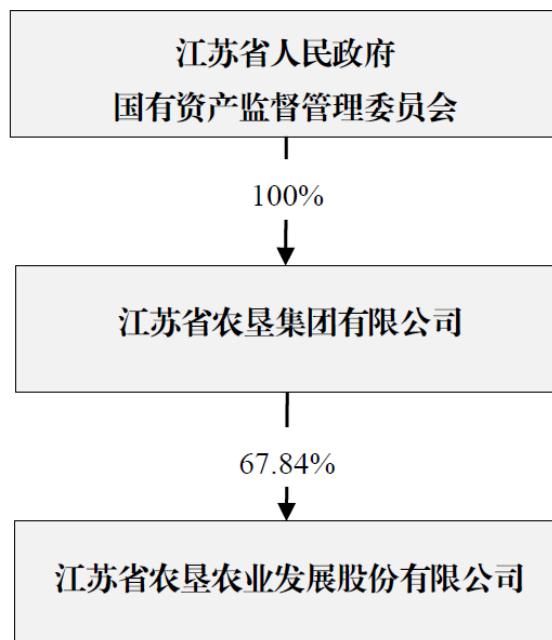 江苏省人民政府
国有资产监督管理委员会
100%
江苏省农垦集团有限公司
67.84%
江苏省农垦农业发展股份有限公司